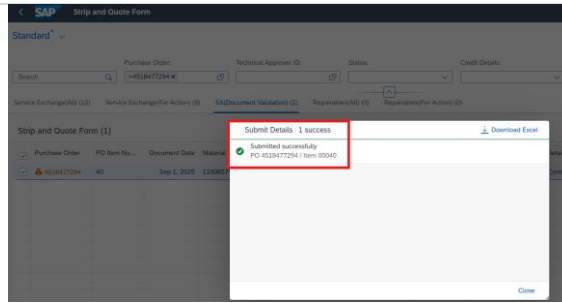 SAP Strip and Quote Form
Standard*
Purchase Order: Technical Approver ID: Status: Credit Details:
Search =4518477294
Service Exchange(All) (12) Service Exchange(For Action) (9) SX(Document Validation) (1) Repairables(All) (0) Repairables(For Action) (0)
Strip and Quote Form (1)
Submit Details 1 success Download Excel
Purchase Order PO Item Nu... Document Date Material
Submitted successfully
PO 4518477294 / Item 00040
4518477294 40 Sep 1, 2025
Close